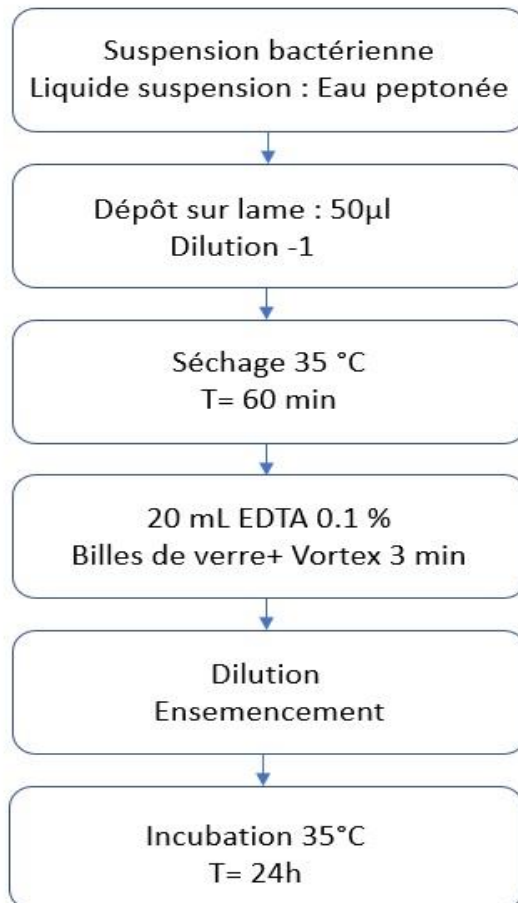 Suspension bactérienne
Liquide suspension : Eau peptonée
Dépôt sur lame : 50µl
Dilution -1
Séchage 35 °C
T= 60 min
20 mL EDTA 0.1 %
Billes de verre+ Vortex 3 min
Dilution
Ensemencement
Incubation 35°C
T= 24h